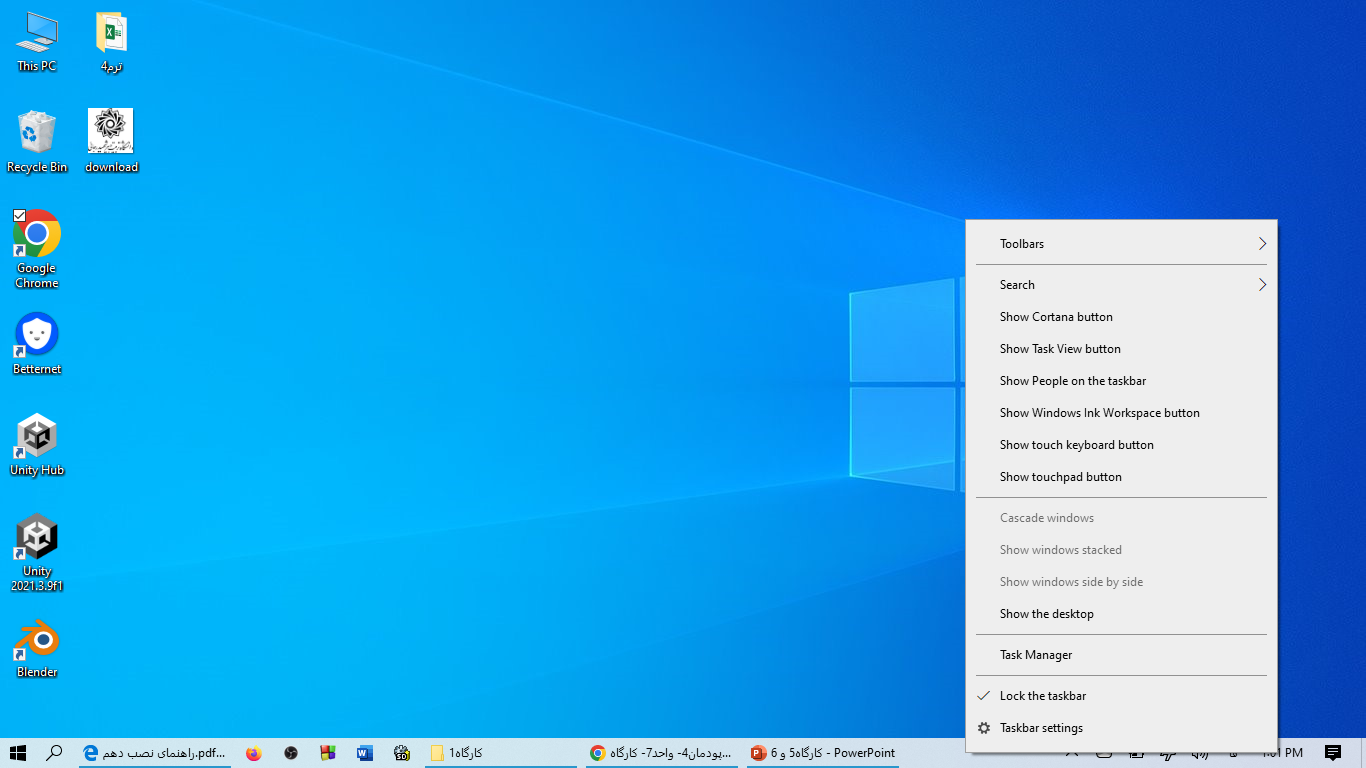 This PC
ترم4
Recycle Bin
download
Google
Chrome
Betternet
Unity Hub
Unity
2021.3.9f1
Blender
Toolbars
Search
Show Cortana button
Show Task View button
Show People on the taskbar
Show Windows Ink Workspace button
Show touch keyboard button
Show touchpad button
Cascade windows
Show windows stacked
Show windows side by side
Show the desktop
Task Manager
Lock the taskbar
Taskbar settings
راهنمای نصب دهم.pdf...
کارگاه1
پودمان4- واحد7- کارگاه...
کارگاه5 و 6 - PowerPoint
PM